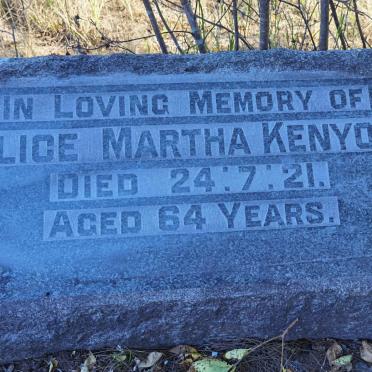 IN LOVING MEMORY OF
LICE MARTHA KENYO
DIED 24:7:21.
AGED 64 YEARS.